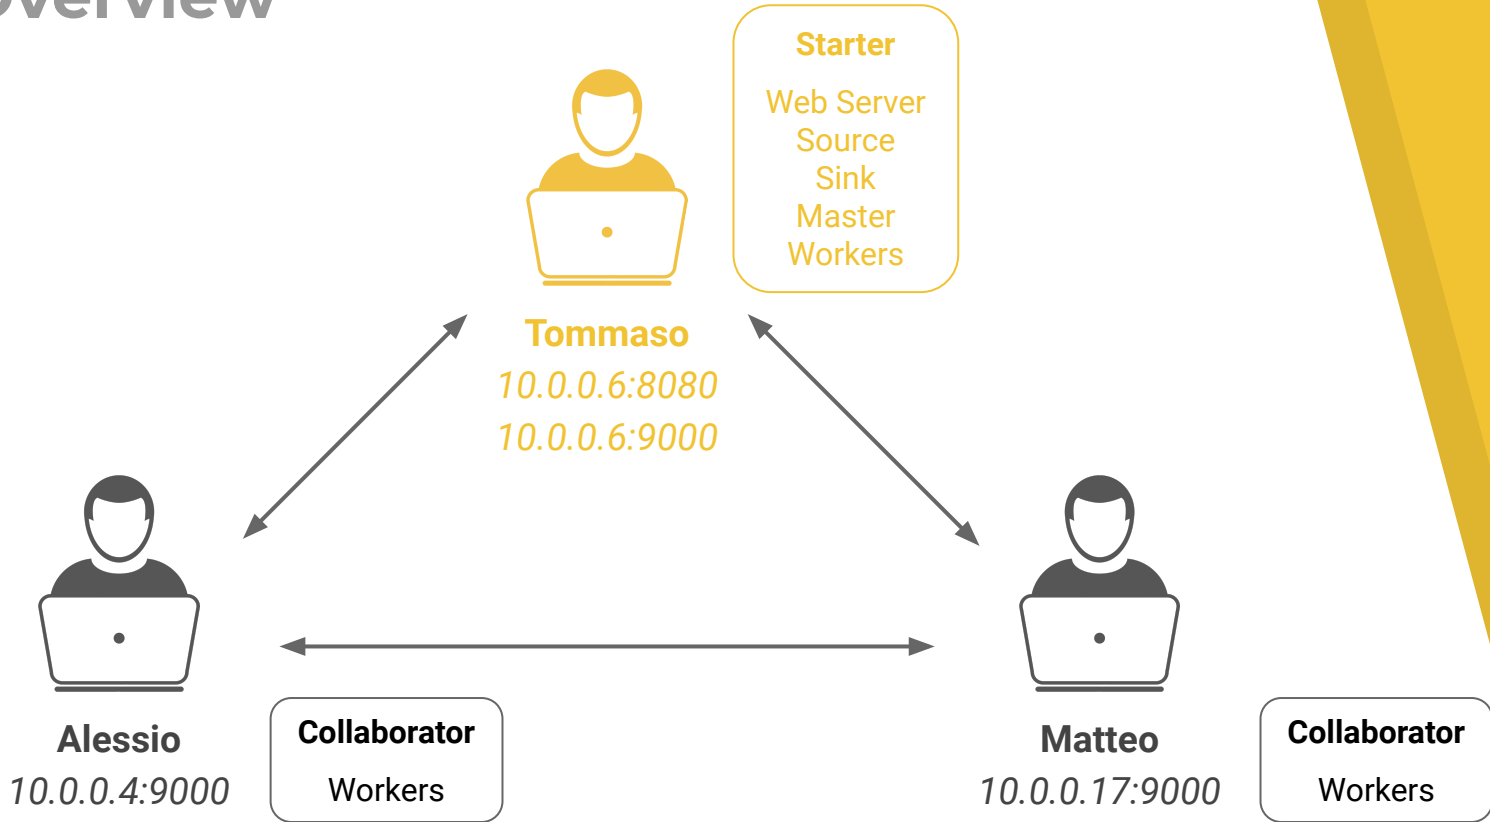 Overview
Starter
Web Server
Source
Sink
Master
Workers
Tommaso
10.0.0.6:8080
10.0.0.6:9000
Alessio
10.0.0.4:9000
Collaborator
Workers
Matteo
10.0.0.17:9000
Collaborator
Workers